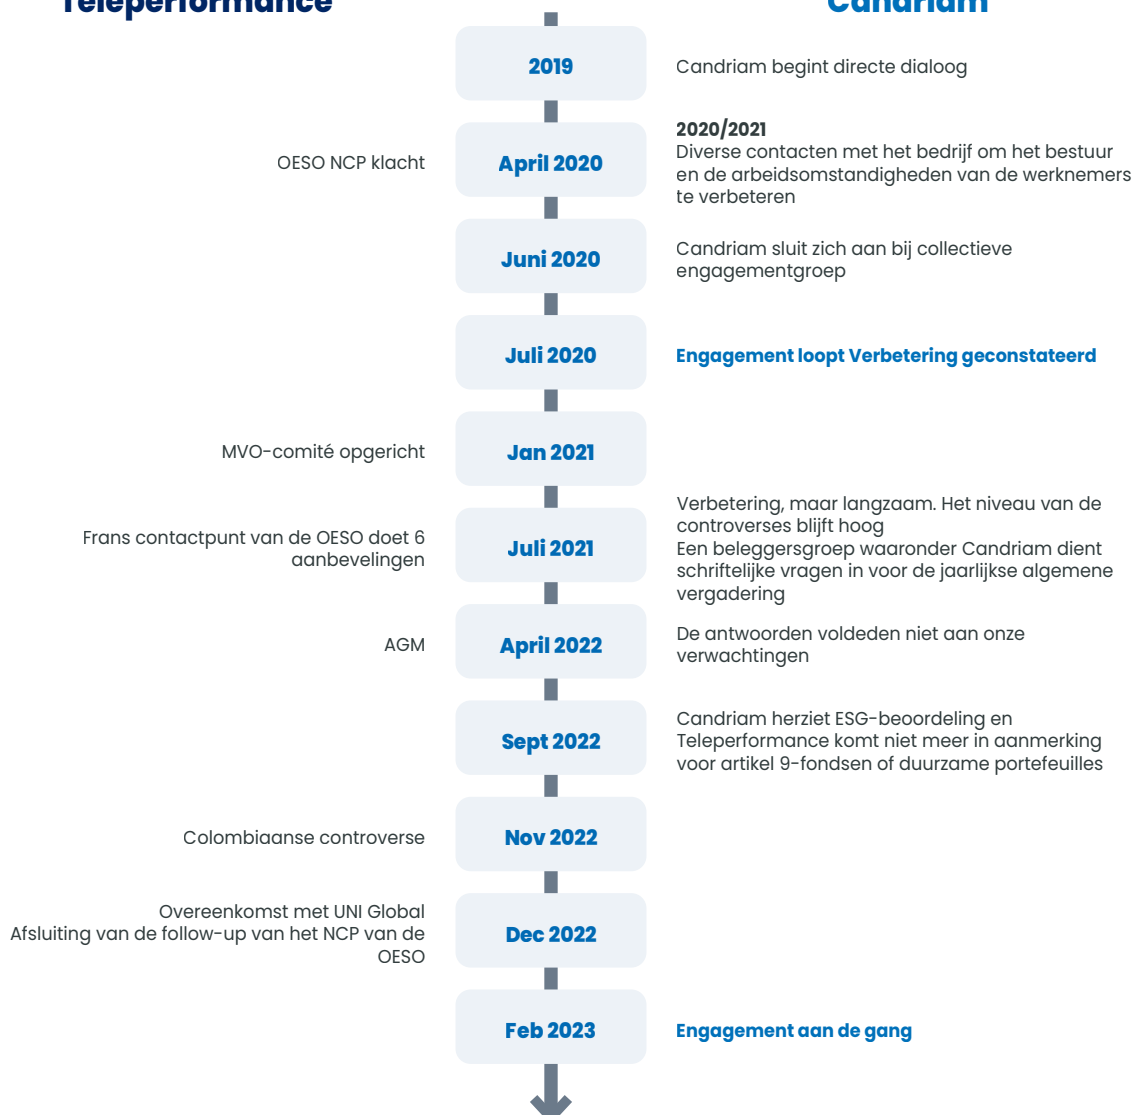 Teleperformance
Candriam
2019
Candriam begint directe dialoog
OESO NCP klacht
April 2020
2020/2021
Diverse contacten met het bedrijf om het bestuur
en de arbeidsomstandigheden van de werknemers
te verbeteren
Juni 2020
Candriam sluit zich aan bij collectieve
engagementgroep
Juli 2020
Engagement loopt Verbetering geconstateerd
MVO-comité opgericht
Jan 2021
Frans contactpunt van de OESO doet 6
aanbevelingen
Juli 2021
Verbetering, maar langzaam. Het niveau van de
controverses blijft hoog
Een beleggersgroep waaronder Candriam dient
schriftelijke vragen in voor de jaarlijkse algemene
vergadering
AGM
April 2022
De antwoorden voldeden niet aan onze
verwachtingen
Sept 2022
Candriam herziet ESG-beoordeling en
Teleperformance komt niet meer in aanmerking
voor artikel 9-fondsen of duurzame portefeuilles
Colombiaanse controverse
Nov 2022
Overeenkomst met UNI Global
Afsluiting van de follow-up van het NCP van de
OESO
Dec 2022
Feb 2023
Engagement aan de gang